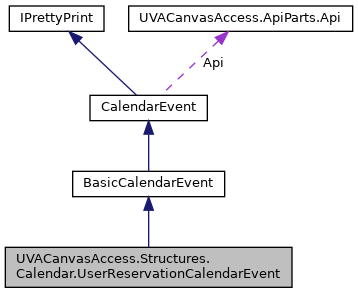 IPrettyPrint
UVACanvasAccess.ApiParts.Api
Api
CalendarEvent
BasicCalendarEvent
UVACanvasAccess.Structures.
Calendar.UserReservationCalendarEvent